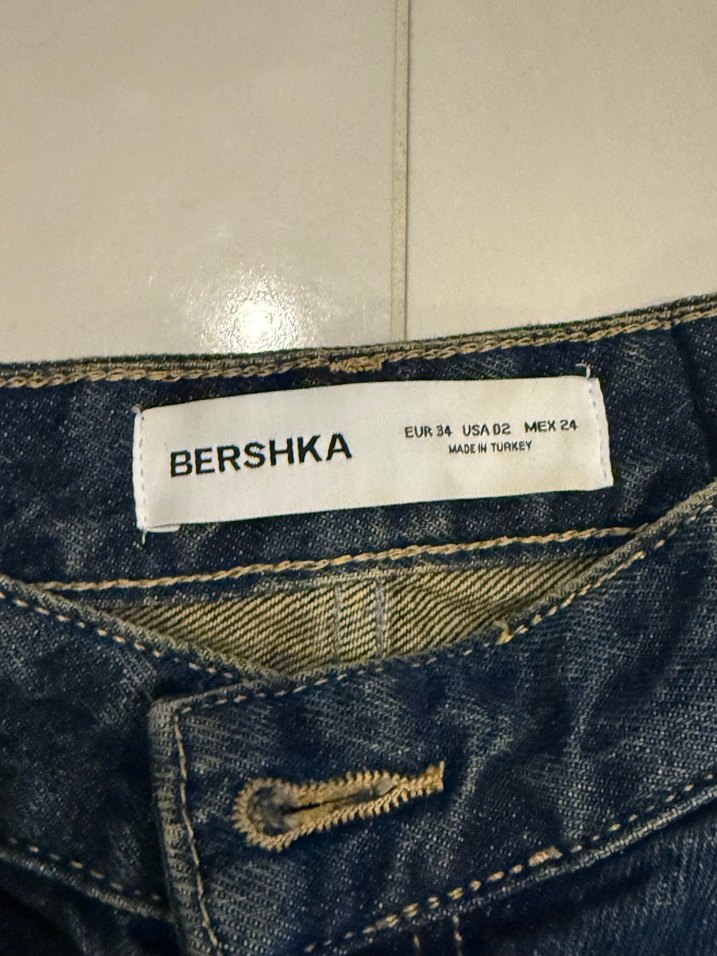 BERSHKA
EUR 34 USA 02 MEX 24
MADE IN TURKEY